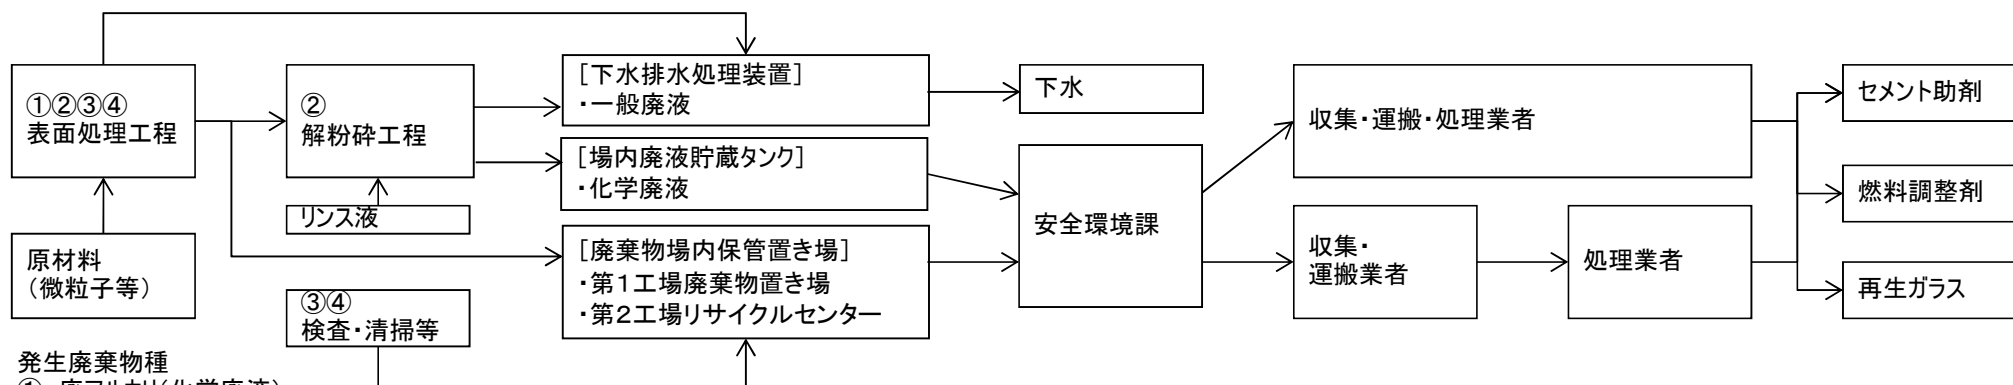 ①②③④
表面処理工程
原材料
（微粒子等）
②
解粉砕工程
リンス液
③④
検査・清掃等
［下水排水処理装置］
・一般廃液
［場内廃液貯蔵タンク］
・化学廃液
［廃棄物場内保管置き場］
・第１工場廃棄物置き場
・第２工場リサイクルセンター
下水
安全環境課
収集・運搬・処理業者
収集・
運搬業者
処理業者
セメント助剤
燃料調整剤
再生ガラス
発生廃棄物種